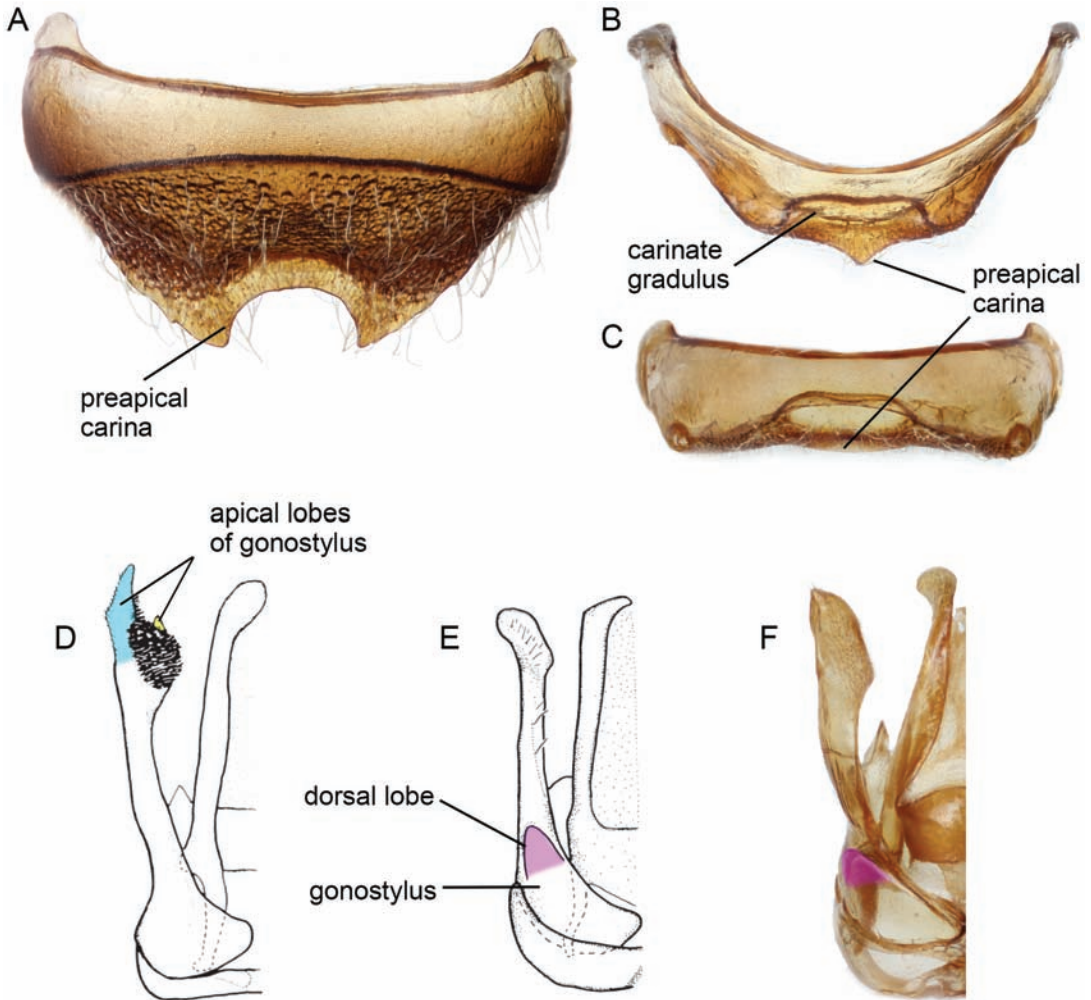 A
B
carinate
gradulus
preapical
carina
C
preapical
carina
apical lobes
of gonostylus
D
E
F
dorsal lobe
gonostylus